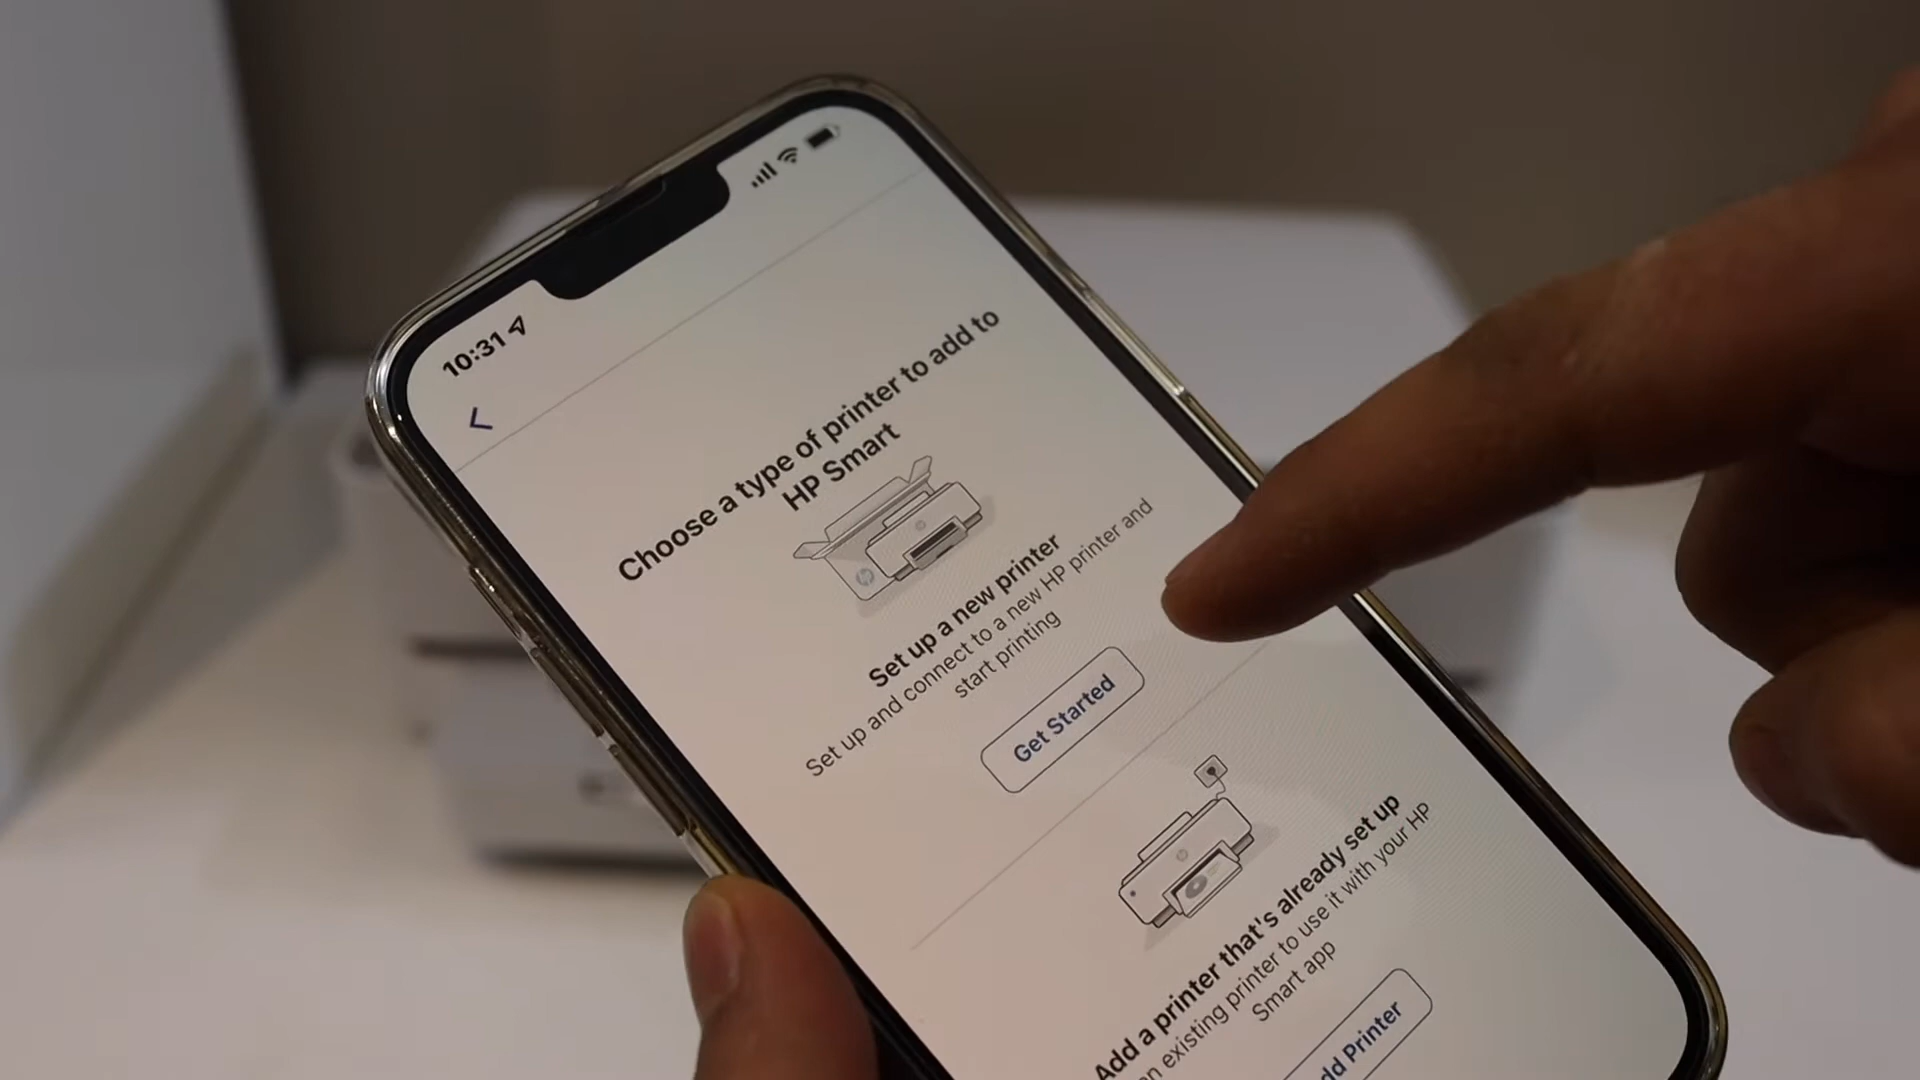 10:31
Choose a type of printer to add to
HP Smart
Set up a new printer
Set up and connect to a new HP printer and
start printing
Get Started
Add a printer that's already set up
an existing printer to use it with your HP
Smart app
Printer